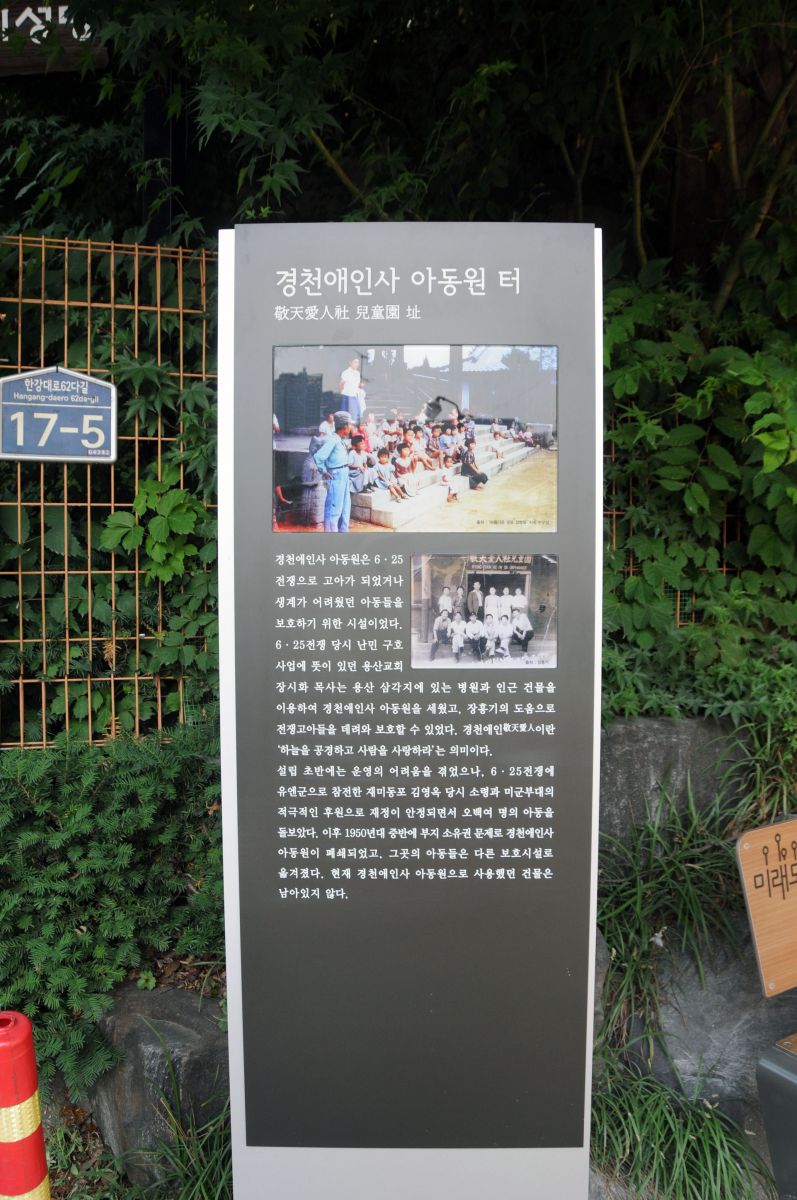 경천애인사 아동원 터
敬天愛人社 兒童園 址
한강대로62다길
Hangang-daero 62da-gil
17-5
敬天愛人社兒童園
경천애인사 아동원은 6·25
전쟁으로 고아가 되었거나
생계가 어려웠던 아동들을
보호하기 위한 시설이었다.
6·25전쟁 당시 난민 구호
사업에 뜻이 있던 용산교회
장시화 목사는 용산 삼각지에 있는 병원과 인근 건물을
이용하여 경천애인사 아동원을 세웠고, 장흥기의 도움으로
전쟁고아들을 데려와 보호할 수 있었다. 경천애인敬天愛人이란
'하늘을 공경하고 사람을 사랑하라'는 의미이다.
설립 초반에는 운영의 어려움을 겪었으나, 6·25전쟁에
유엔군으로 참전한 재미동포 김영옥 당시 소령과 미군부대의
적극적인 후원으로 재정이 안정되면서 오백여 명의 아동을
돌보았다. 이후 1950년대 중반에 부지 소유권 문제로 경천애인사
아동원이 폐쇄되었고, 그곳의 아동들은 다른 보호시설로
옮겨졌다. 현재 경천애인사 아동원으로 사용했던 건물은
남아있지 않다.
미래도